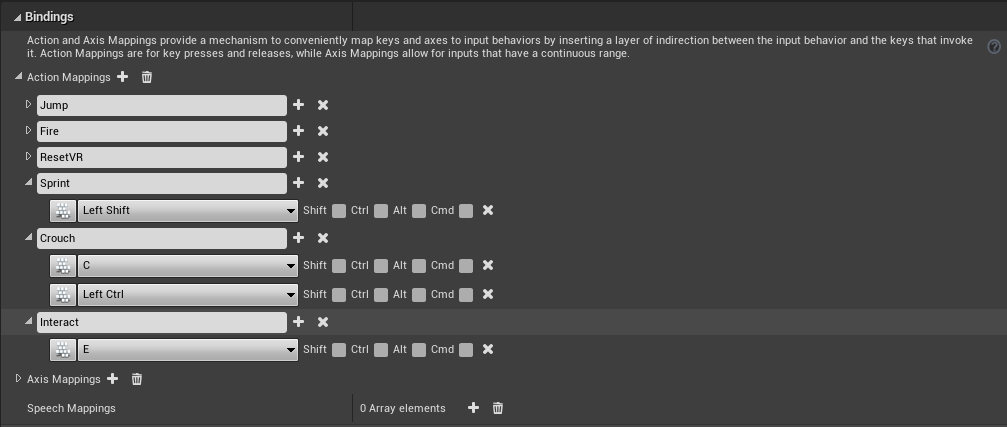 Bindings
Action and Axis Mappings provide a mechanism to conveniently map keys and axes to input behaviors by inserting a layer of indirection between the input behavior and the keys that invoke
it. Action Mappings are for key presses and releases, while Axis Mappings allow for inputs that have a continuous range.
Action Mappings
Jump
Fire
ResetVR
Sprint
Left Shift Shift Ctrl Alt Cmd
Crouch
C Shift Ctrl Alt Cmd
Left Ctrl Shift Ctrl Alt Cmd
Interact
E Shift Ctrl Alt Cmd
Axis Mappings
Speech Mappings 0 Array elements